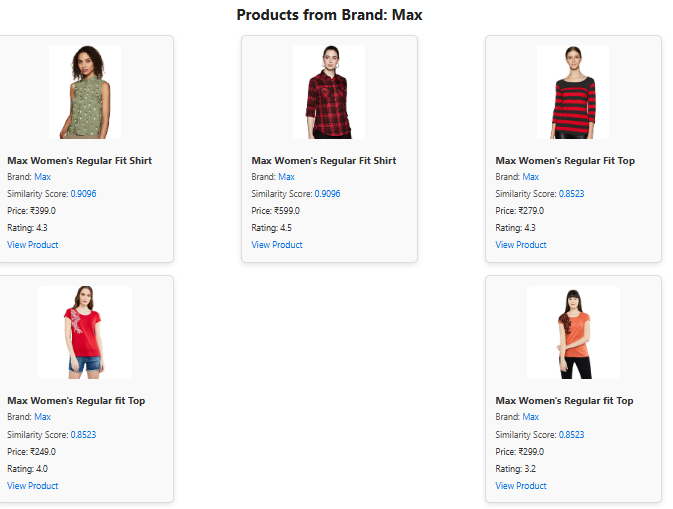 Products from Brand: Max
Max Women's Regular Fit Shirt
Brand: Max
Similarity Score: 0.9096
Price: ₹399.0
Rating: 4.3
View Product
Max Women's Regular Fit Shirt
Brand: Max
Similarity Score: 0.9096
Price: ₹599.0
Rating: 4.5
View Product
Max Women's Regular Fit Top
Brand: Max
Similarity Score: 0.8523
Price: ₹279.0
Rating: 4.3
View Product
Max Women's Regular fit Top
Brand: Max
Similarity Score: 0.8523
Price: ₹249.0
Rating: 4.0
View Product
Max Women's Regular fit Top
Brand: Max
Similarity Score: 0.8523
Price: ₹299.0
Rating: 3.2
View Product